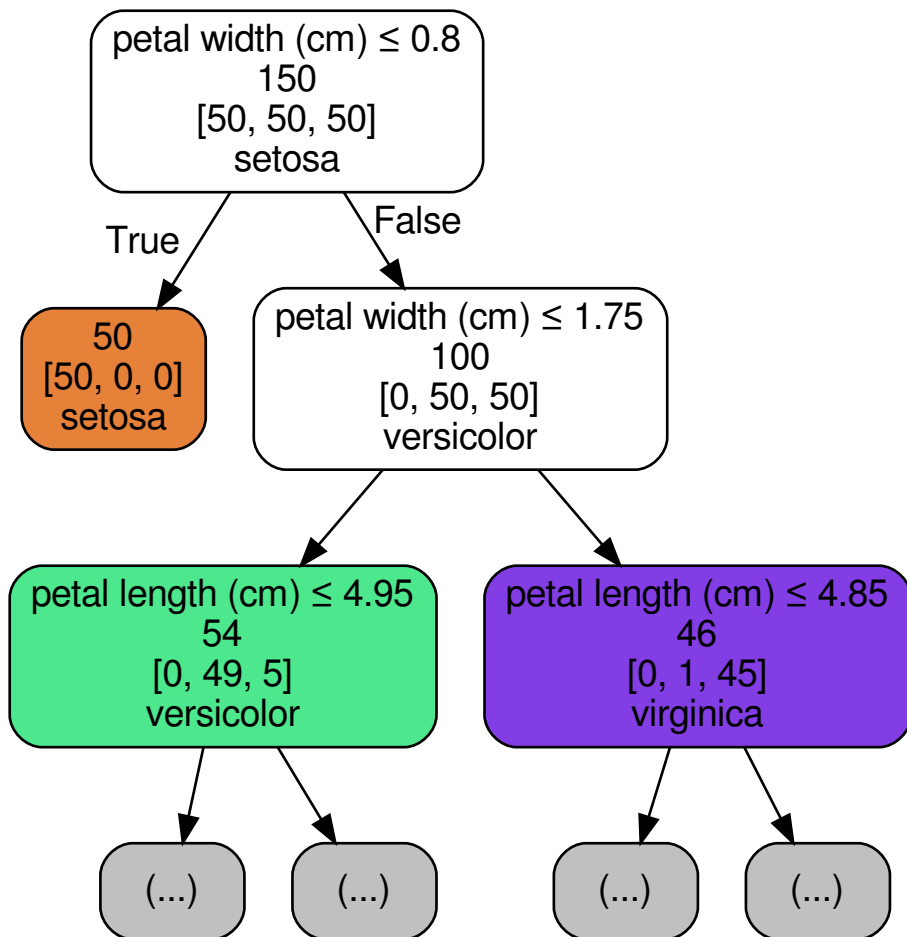 petal width (cm) ≤ 0.8
150
[50, 50, 50]
setosa
True
False
50
[50, 0, 0]
setosa
petal width (cm) ≤ 1.75
100
[0, 50, 50]
versicolor
petal length (cm) ≤ 4.95
54
[0, 49, 5]
versicolor
petal length (cm) ≤ 4.85
46
[0, 1, 45]
virginica
(...)
(...)
(...)
(...)